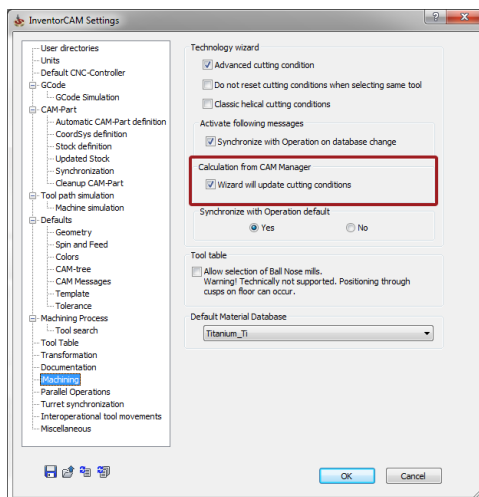 InventorCAM Settings
User directories
Units
Default CNC-Controller
GCode
GCode Simulation
CAM-Part
Automatic CAM-Part definition
CoordSys definition
Stock definition
Updated Stock
Synchronization
Cleanup CAM-Part
Tool path simulation
Machine simulation
Defaults
Geometry
Spin and Feed
Colors
CAM-tree
CAM Messages
Template
Tolerance
Machining Process
Tool search
Tool Table
Transformation
Documentation
iMachining
Parallel Operations
Turret synchronization
Interoperational tool movements
Miscellaneous
Technology wizard
Advanced cutting condition
Do not reset cutting conditions when selecting same tool
Classic helical cutting conditions
Activate following messages
Synchronize with Operation on database change
Calculation from CAM Manager
Wizard will update cutting conditions
Synchronize with Operation default
Yes No
Tool table
Allow selection of Ball Nose mills.
Warning! Technically not supported. Positioning through
cusps on floor can occur.
Default Material Database
Titanium_Ti
OK Cancel